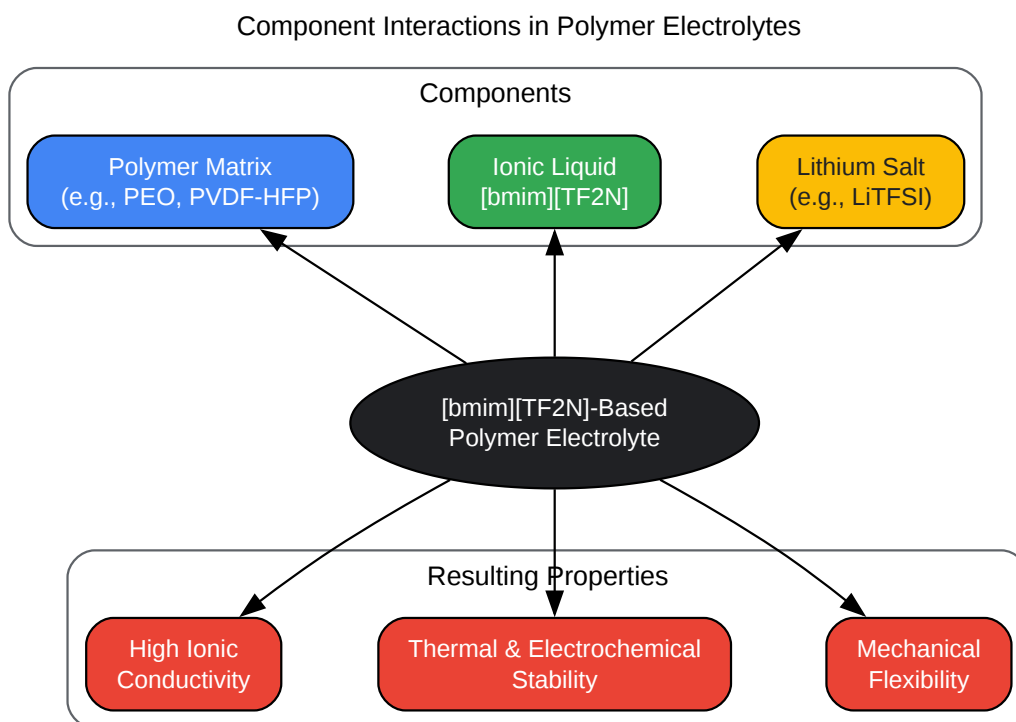 Component Interactions in Polymer Electrolytes
Components
Polymer Matrix
(e.g., PEO, PVDF-HFP)
Ionic Liquid
[bmim][TF2N]
Lithium Salt
(e.g., LiTFSI)
[bmim][TF2N]-Based
Polymer Electrolyte
Resulting Properties
High Ionic
Conductivity
Thermal & Electrochemical
Stability
Mechanical
Flexibility